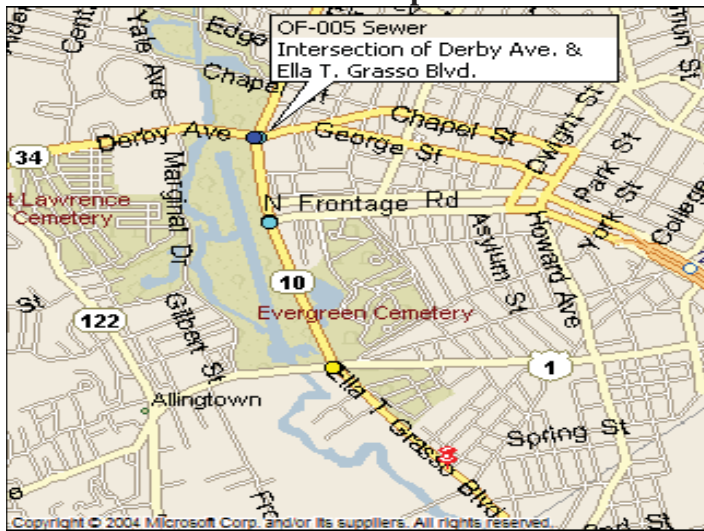 OF-005 Sewer
Intersection of Derby Ave. &
Ella T. Grasso Blvd.
Yale Ave
Edge
Chapel St
Derby Ave
34
Chapel St
George St
Dwight St
Park St
York St
College
Marginal Dr
t Lawrence
Cemetery
N Frontage Rd
Asylum St
Howard Ave
10
122
St
Gilbert St
Evergreen Cemetery
1
Allingtown
Ella T Grasso Blvd
Spring St
Copyright © 2004 Microsoft Corp. and/or its suppliers. All rights reserved.